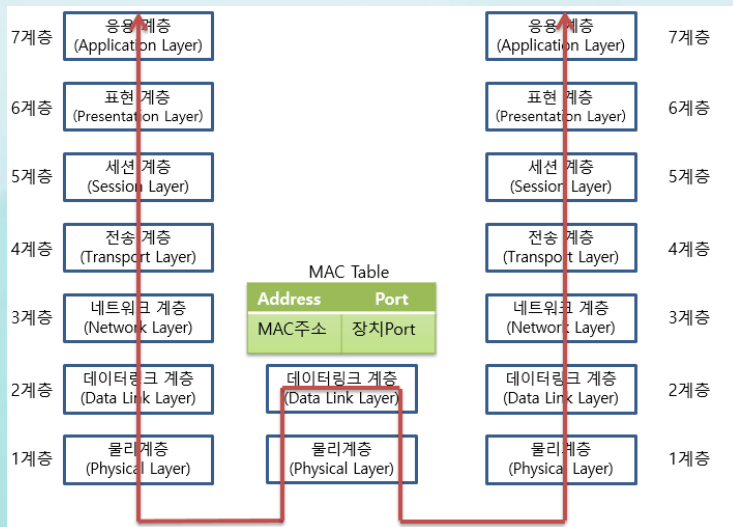 7계층
응용 계층
(Application Layer)
응용 계층
(Application Layer)
7계층
6계층
표현 계층
(Presentation Layer)
표현 계층
(Presentation Layer)
6계층
5계층
세션 계층
(Session Layer)
세션 계층
(Session Layer)
5계층
4계층
전송 계층
(Transport Layer)
전송 계층
(Transport Layer)
4계층
MAC Table
Address Port
MAC주소 장치Port
3계층
네트워크 계층
(Network Layer)
네트워크 계층
(Network Layer)
3계층
2계층
데이터링크 계층
(Data Link Layer)
데이터링크 계층
(Data Link Layer)
데이터링크 계층
(Data Link Layer)
2계층
1계층
물리계층
(Physical Layer)
물리계층
(Physical Layer)
물리계층
(Physical Layer)
1계층